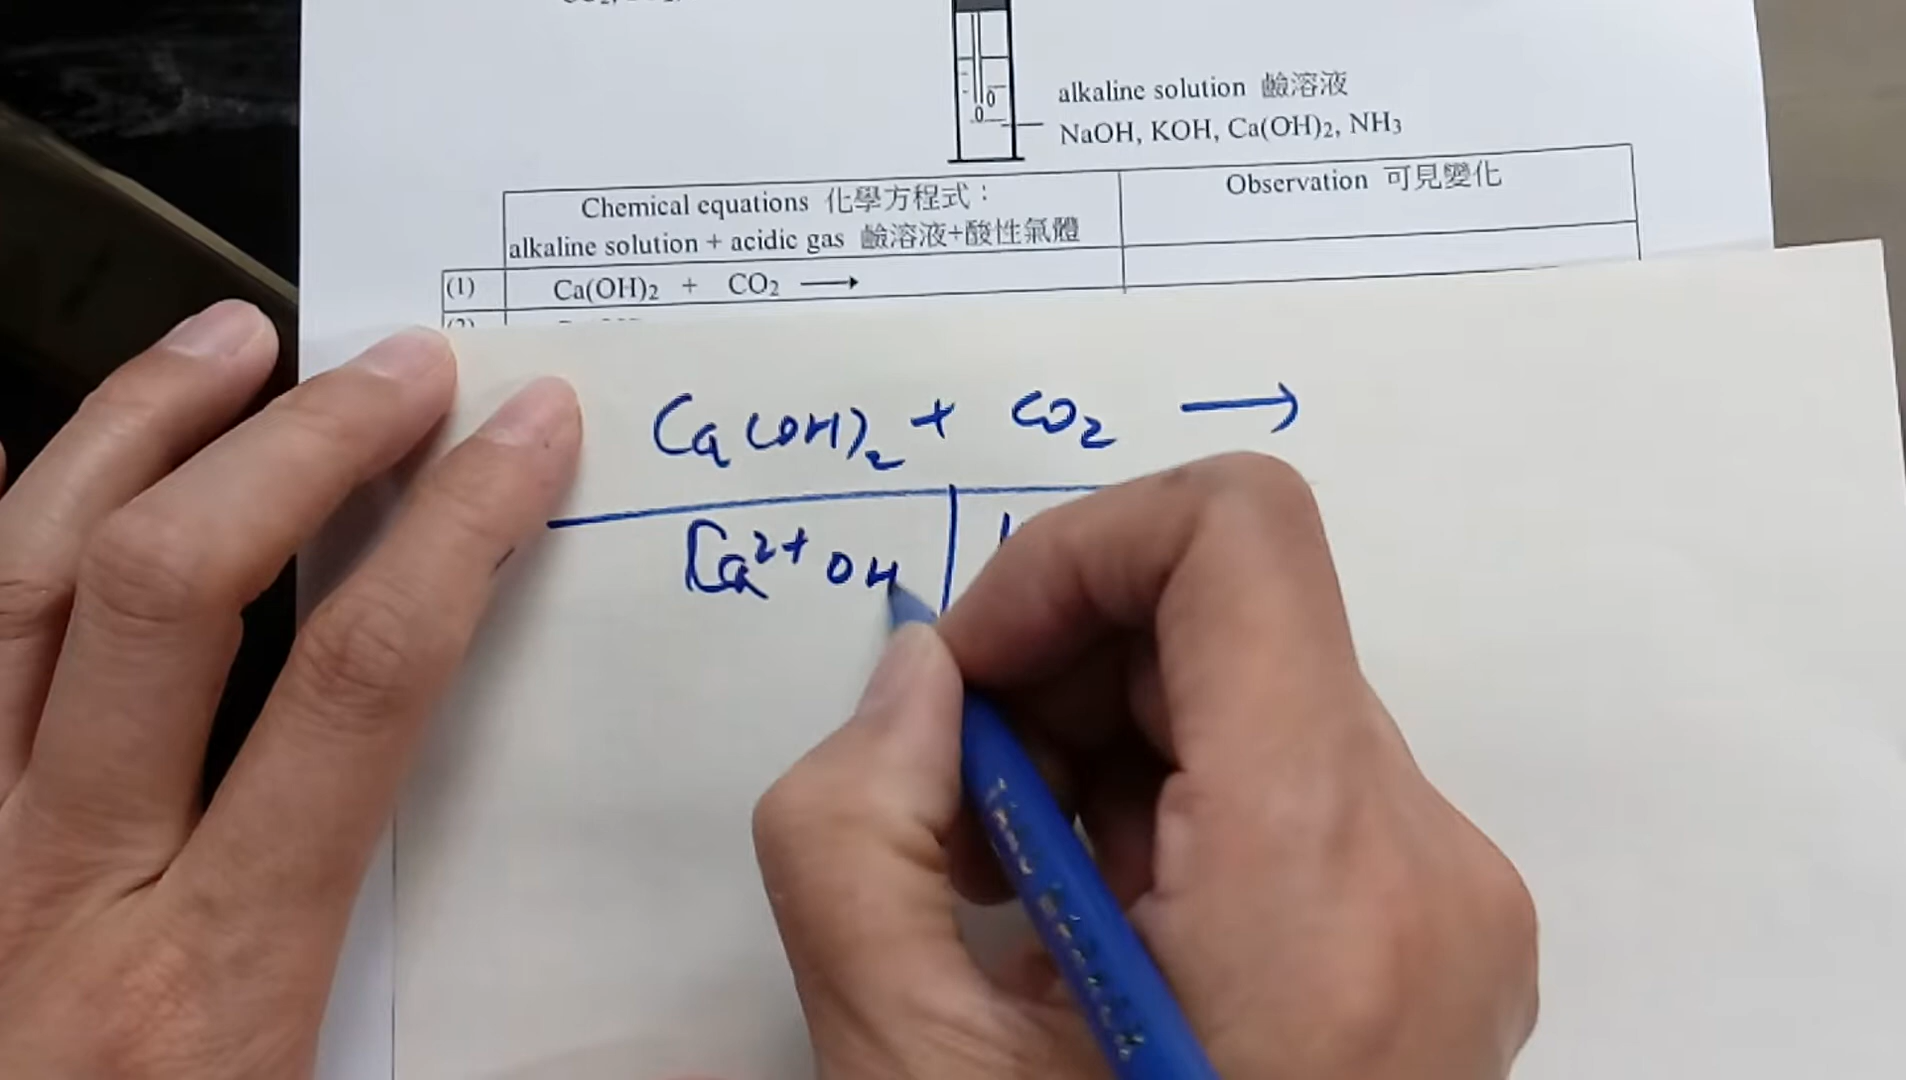 alkaline solution 鹼溶液
NaOH, KOH, Ca(OH)2, NH3
Chemical equations 化學方程式：
alkaline solution + acidic gas 鹼溶液+酸性氣體
Observation 可見變化
(1) Ca(OH)2 + CO2 ⟶
Ca(OH)2 + CO2 ⟶
Ca2+ OH